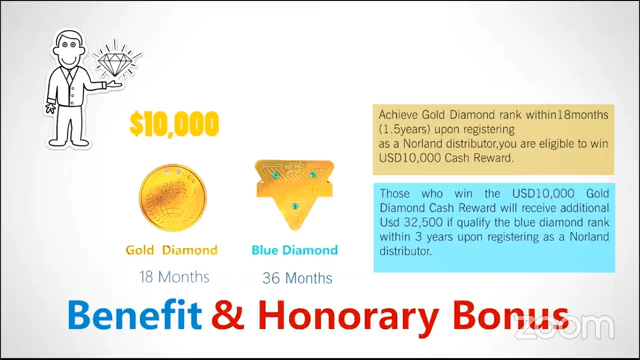 $10,000
Gold Diamond
18 Months
Blue Diamond
36 Months
Achieve Gold Diamond rank within18months
(1.5years) upon registering
as a Norland distributor,you are eligible to win
USD10,000 Cash Reward.
Those who win the USD10,000 Gold
Diamond Cash Reward will receive additional
Usd 32,500 if qualify the blue diamond rank
within 3 years upon registering as a Norland
distributor.
Benefit & Honorary Bonus
zoom